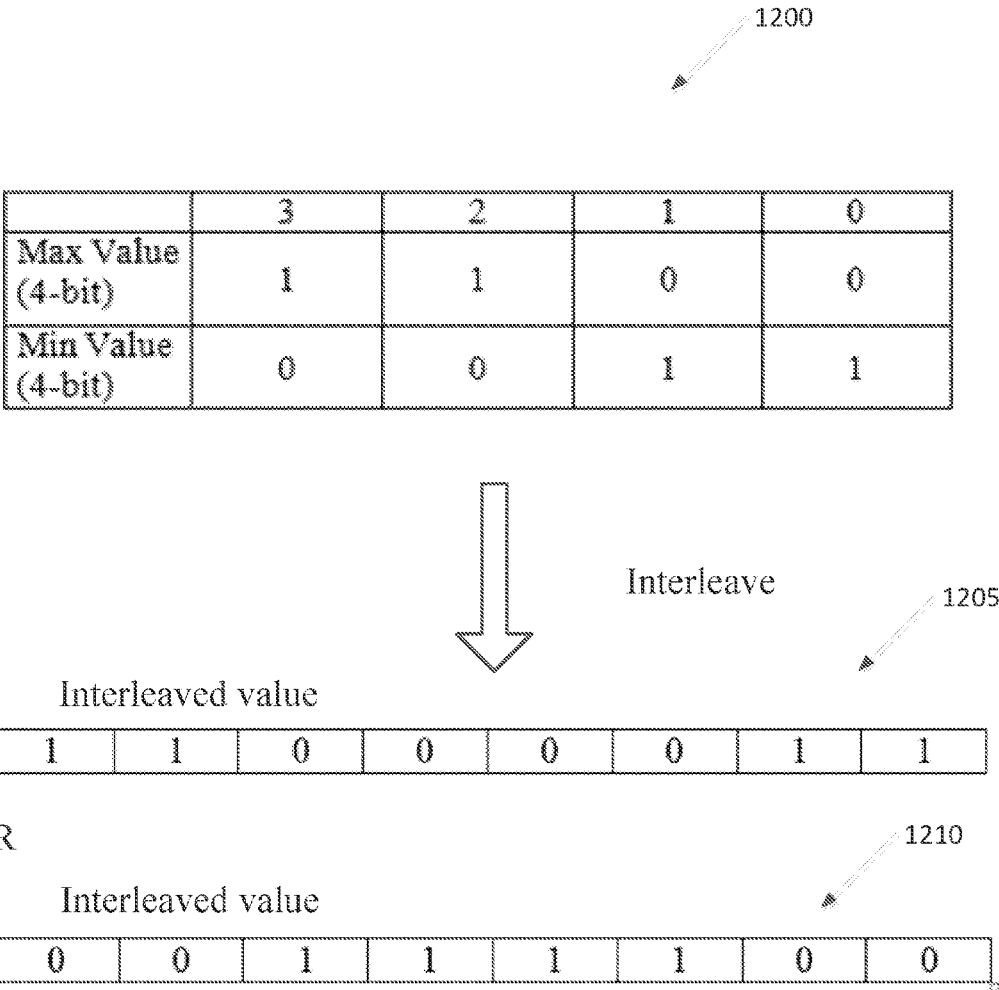 1200
3 2 1 0
Max Value
(4-bit) 1 1 0 0
Min Value
(4-bit) 0 0 1 1
Interleave
1205
Interleaved value
1 1 0 0 0 0 1 1
R
1210
Interleaved value
0 0 1 1 1 1 0 0